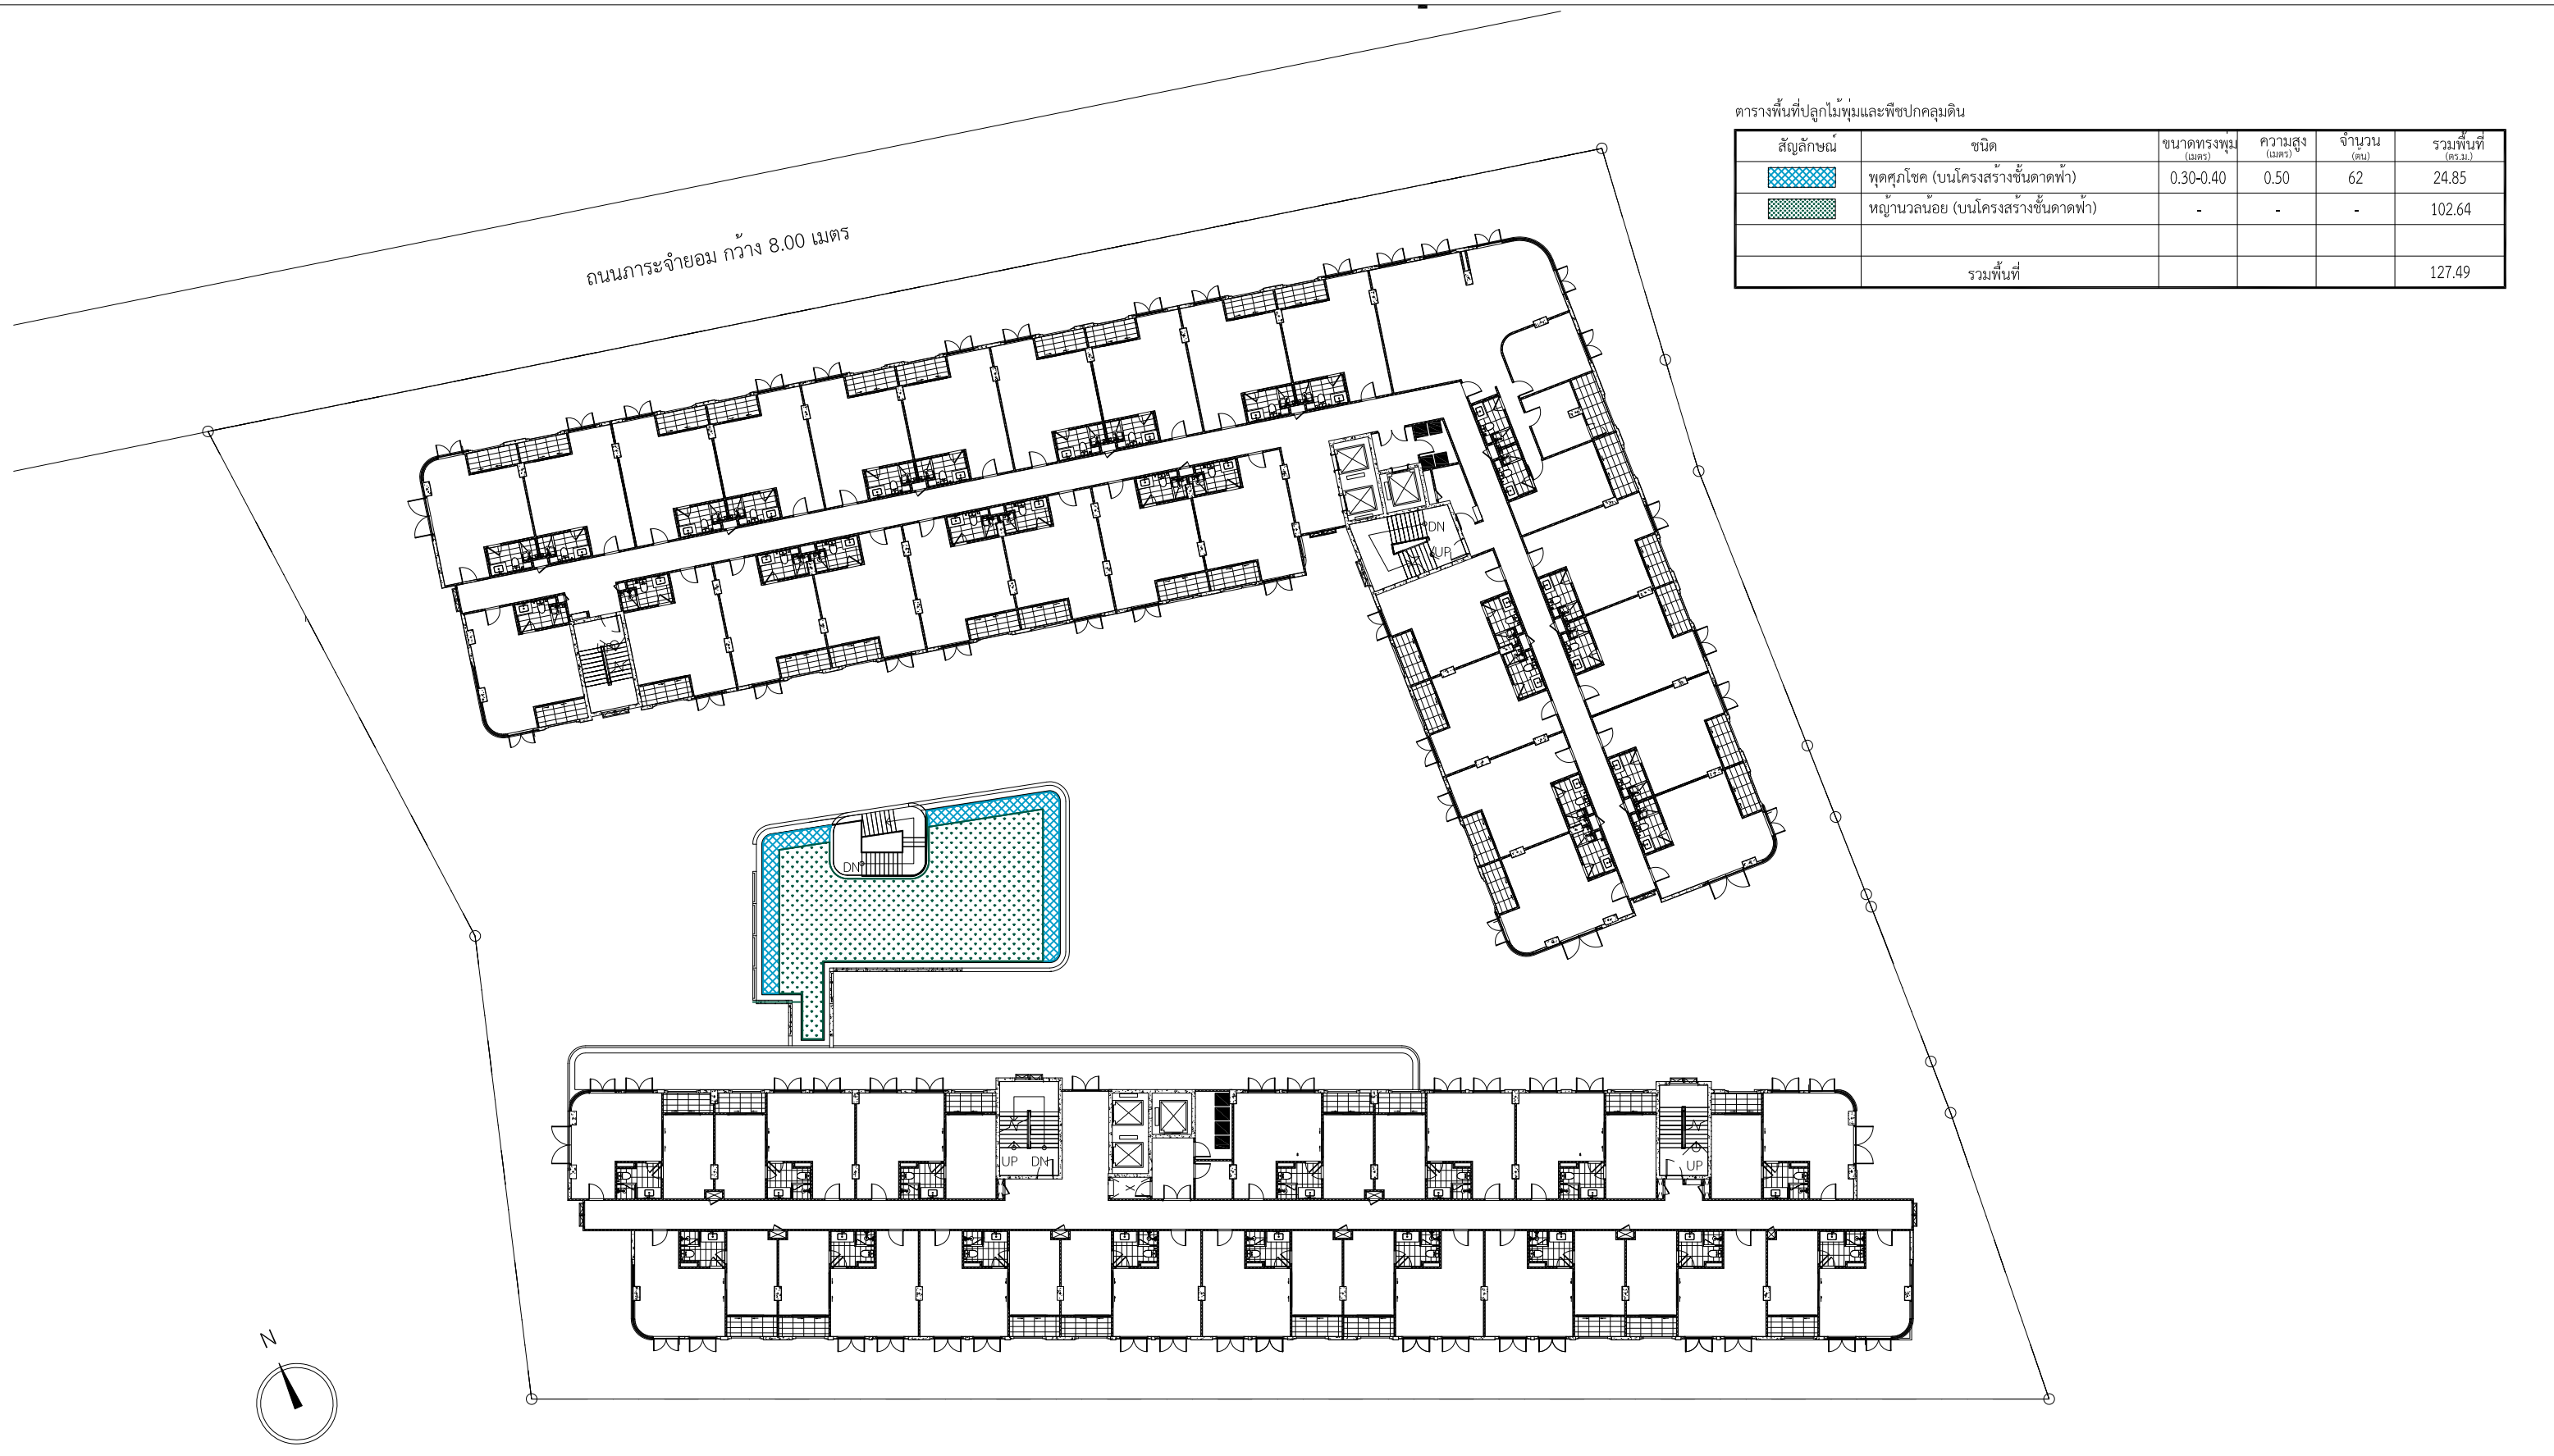 ตารางพื้นที่ปลูกไม้พุ่มและพืชปกคลุมดิน
สัญลักษณ์ ชนิด ขนาดทรงพุ่ม (เมตร) ความสูง (เมตร) จำนวน (ต้น) รวมพื้นที่ (ตร.ม.)
พุดศุภโชค (บนโครงสร้างชั้นดาดฟ้า) 0.30-0.40 0.50 62 24.85
หญ้านวลน้อย (บนโครงสร้างชั้นดาดฟ้า) - - - 102.64
รวมพื้นที่ 127.49
ถนนภาระจำยอม กว้าง 8.00 เมตร
DN
UP
DN
UP DN
UP
N